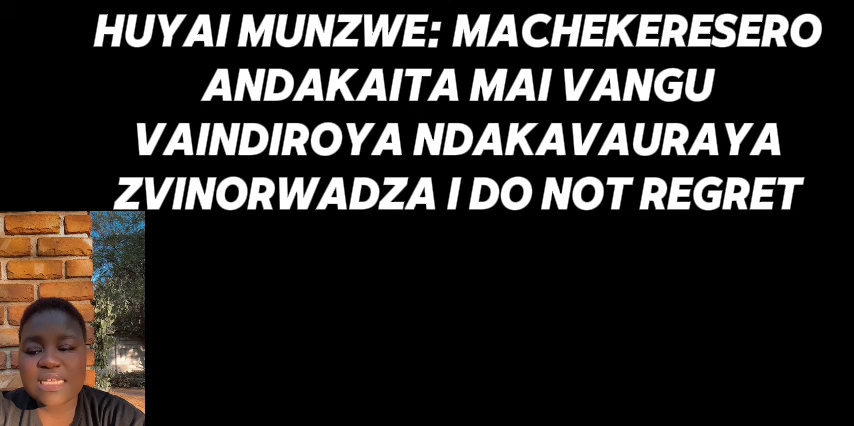 HUYAI MUNZWE: MACHEKERESERO
ANDAKAITA MAI VANGU
VAINDIROYA NDAKAVAURAYA
ZVINORWADZA I DO NOT REGRET